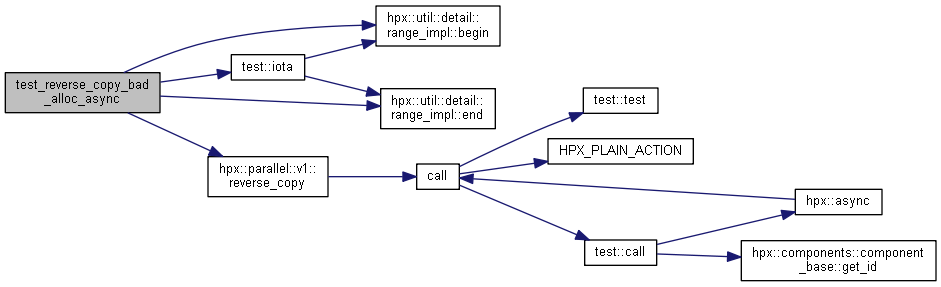 hpx::util::detail::
range_impl::begin
test::iota
test_reverse_copy_bad
_alloc_async
hpx::util::detail::
range_impl::end
hpx::parallel::v1::
reverse_copy
call
test::test
HPX_PLAIN_ACTION
hpx::async
test::call
hpx::components::component
_base::get_id